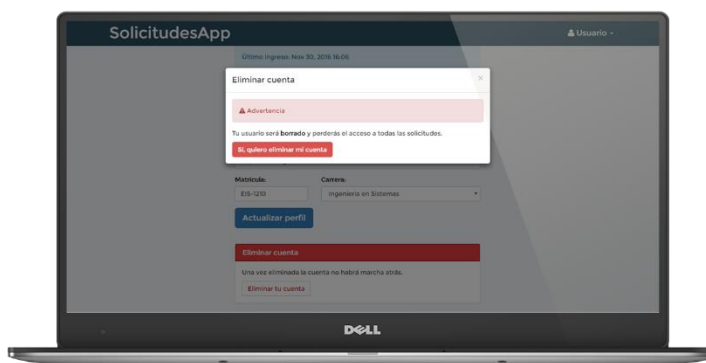 SolicitudesApp
Usuario
Último ingreso: Nov 30, 2016 16:06
Eliminar cuenta
×
Advertencia
Tu usuario será borrado y perderás el acceso a todas las solicitudes.
Sí, quiero eliminar mi cuenta
Matrícula: Carrera:
EIS-1210 Ingeniería en Sistemas
Actualizar perfil
Eliminar cuenta
Una vez eliminada la cuenta no habrá marcha atrás.
Eliminar tu cuenta
DELL